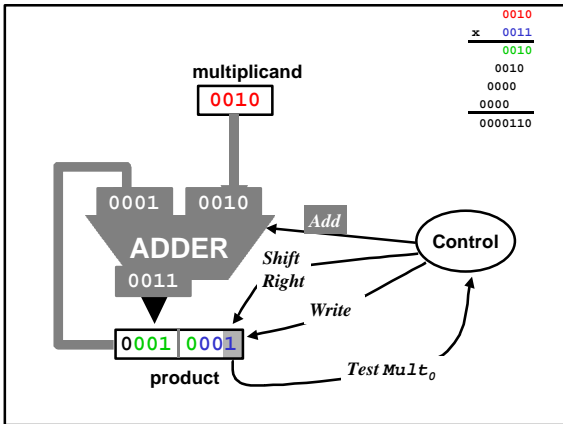 0010
x 0011
0010
0010
0000
0000
0000110
multiplicand
0010
0001 0010
Add
ADDER
Control
Shift
Right
0011
Write
0001 0001
product
Test Mult0